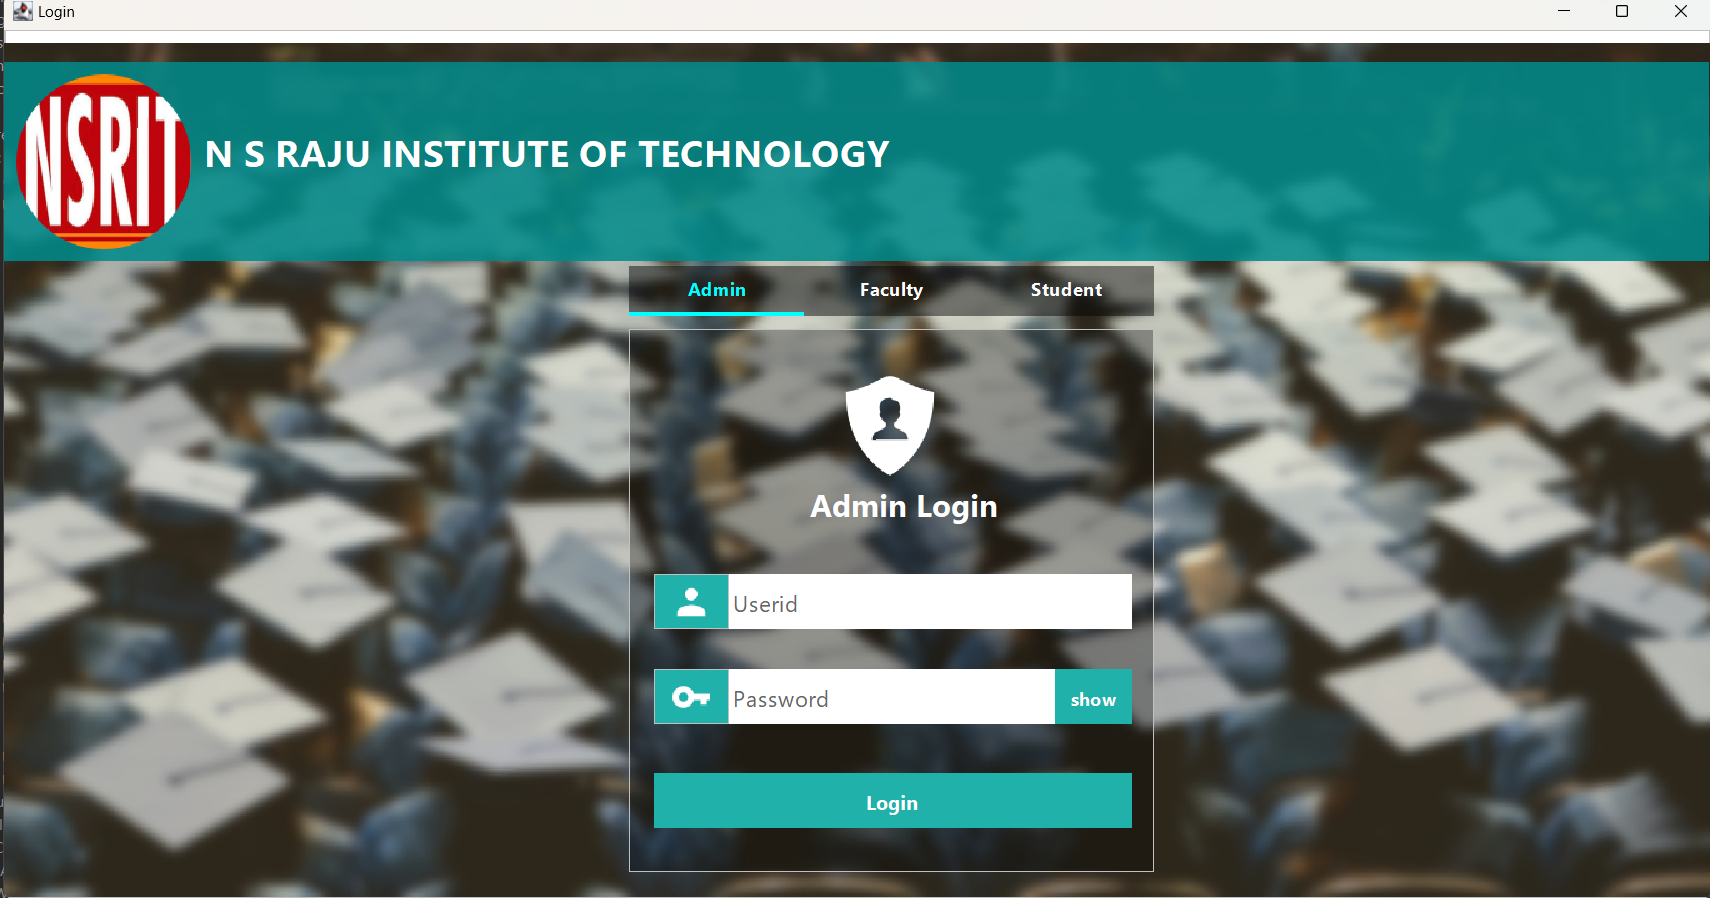 Login
NSRIT
N S RAJU INSTITUTE OF TECHNOLOGY
Admin Faculty Student
Admin Login
Userid
Password show
Login